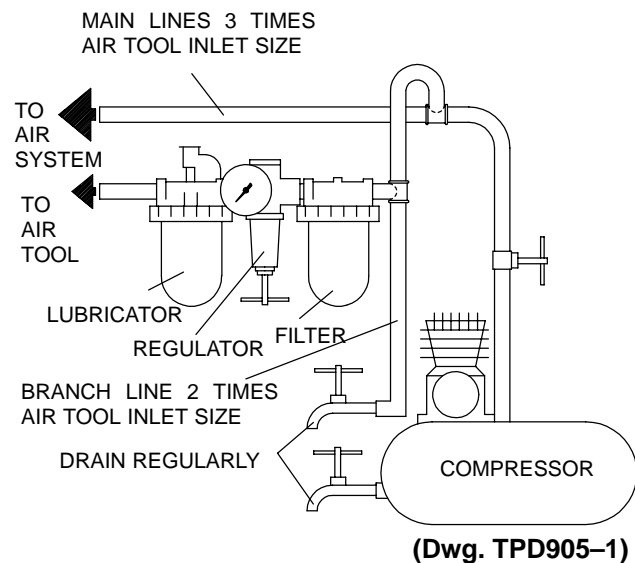 MAIN LINES 3 TIMES
AIR TOOL INLET SIZE
TO
AIR
SYSTEM
TO
AIR
TOOL
LUBRICATOR
REGULATOR
FILTER
BRANCH LINE 2 TIMES
AIR TOOL INLET SIZE
DRAIN REGULARLY
COMPRESSOR
(Dwg. TPD905–1)